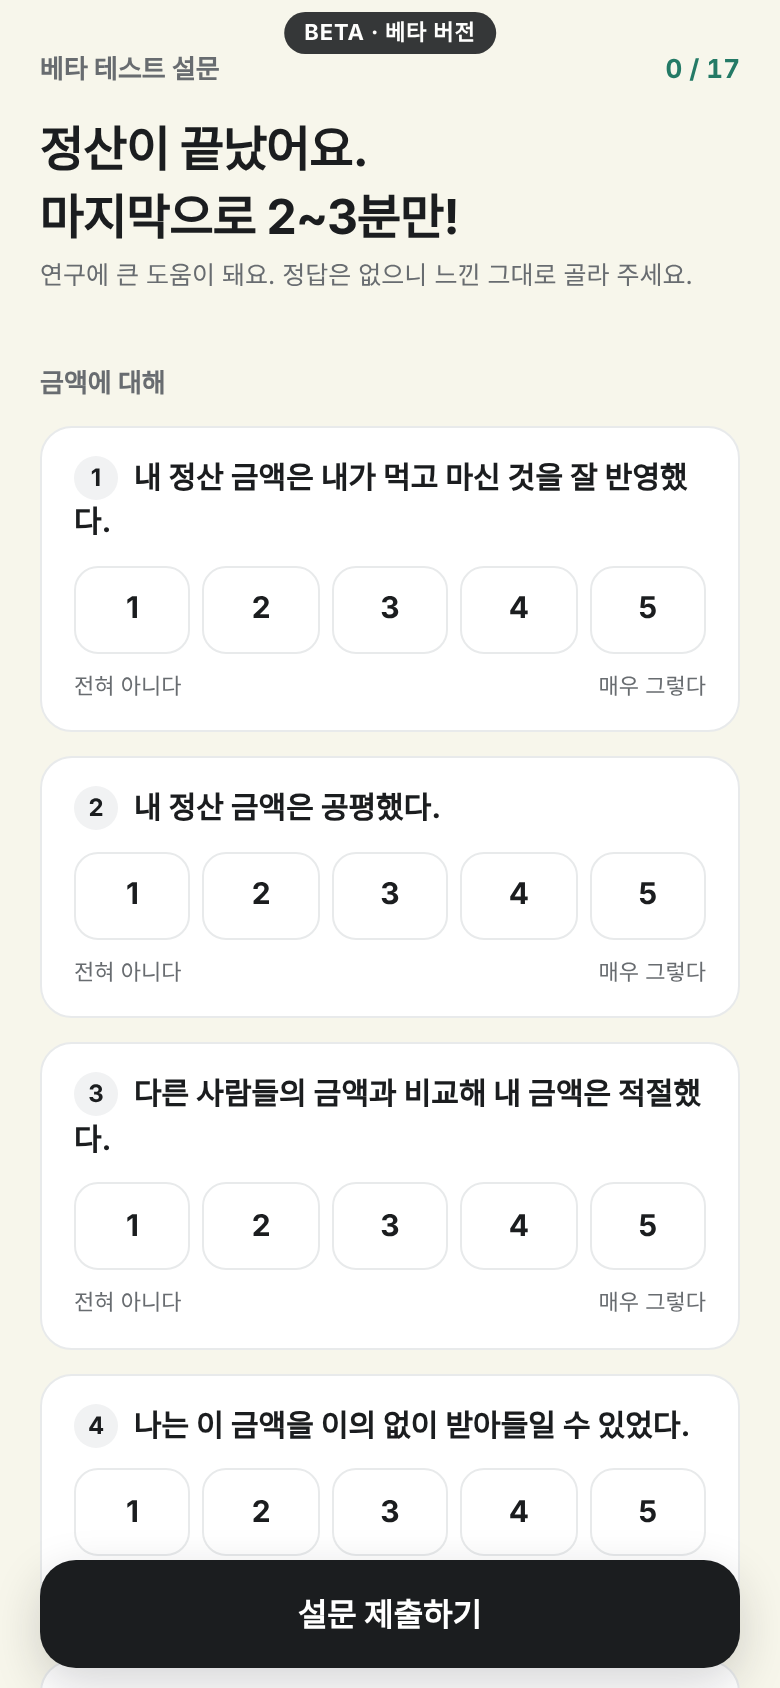 BETA · 베타 버전
베타 테스트 설문
0 / 17
정산이 끝났어요.
마지막으로 2~3분만!
연구에 큰 도움이 돼요. 정답은 없으니 느낀 그대로 골라 주세요.
금액에 대해
1 내 정산 금액은 내가 먹고 마신 것을 잘 반영했
다.
1 2 3 4 5
전혀 아니다 매우 그렇다
2 내 정산 금액은 공평했다.
1 2 3 4 5
전혀 아니다 매우 그렇다
3 다른 사람들의 금액과 비교해 내 금액은 적절했
다.
1 2 3 4 5
전혀 아니다 매우 그렇다
4 나는 이 금액을 이의 없이 받아들일 수 있었다.
1 2 3 4 5
설문 제출하기